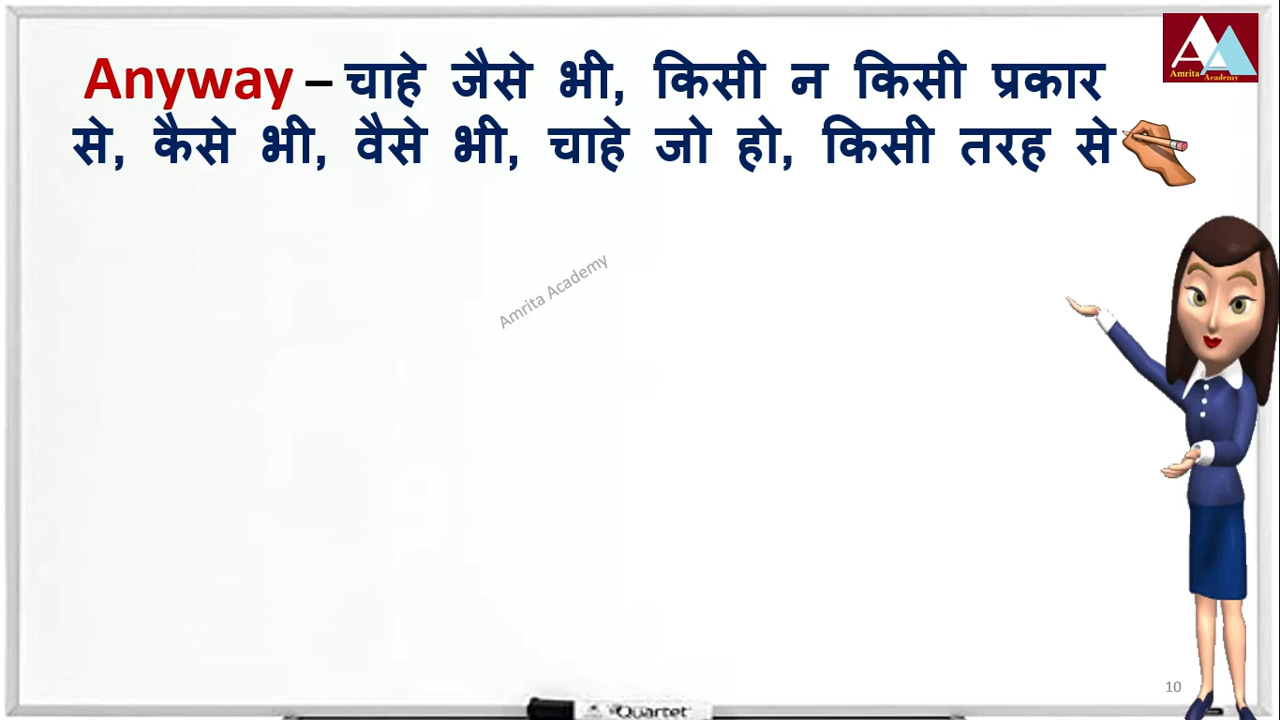 Anyway – चाहे जैसे भी, किसी न किसी प्रकार
से, कैसे भी, वैसे भी, चाहे जो हो, किसी तरह से
Amrita Academy
Amrita Academy
10
Quartet